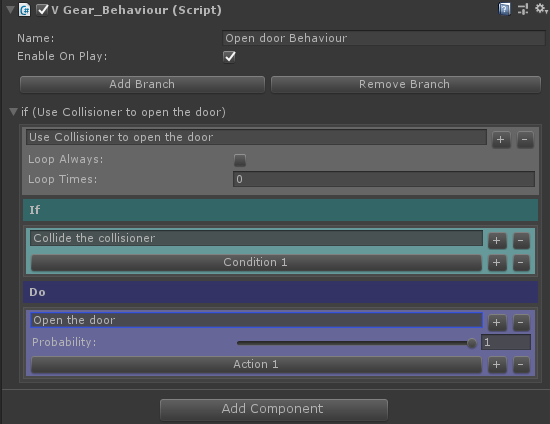 V Gear_Behaviour (Script)
Name: Open door Behaviour
Enable On Play:
Add Branch Remove Branch
if (Use Collisioner to open the door)
Use Collisioner to open the door + -
Loop Always:
Loop Times: 0
If
Collide the collisioner + -
Condition 1 + -
Do
Open the door + -
Probability: 1
Action 1 + -
Add Component